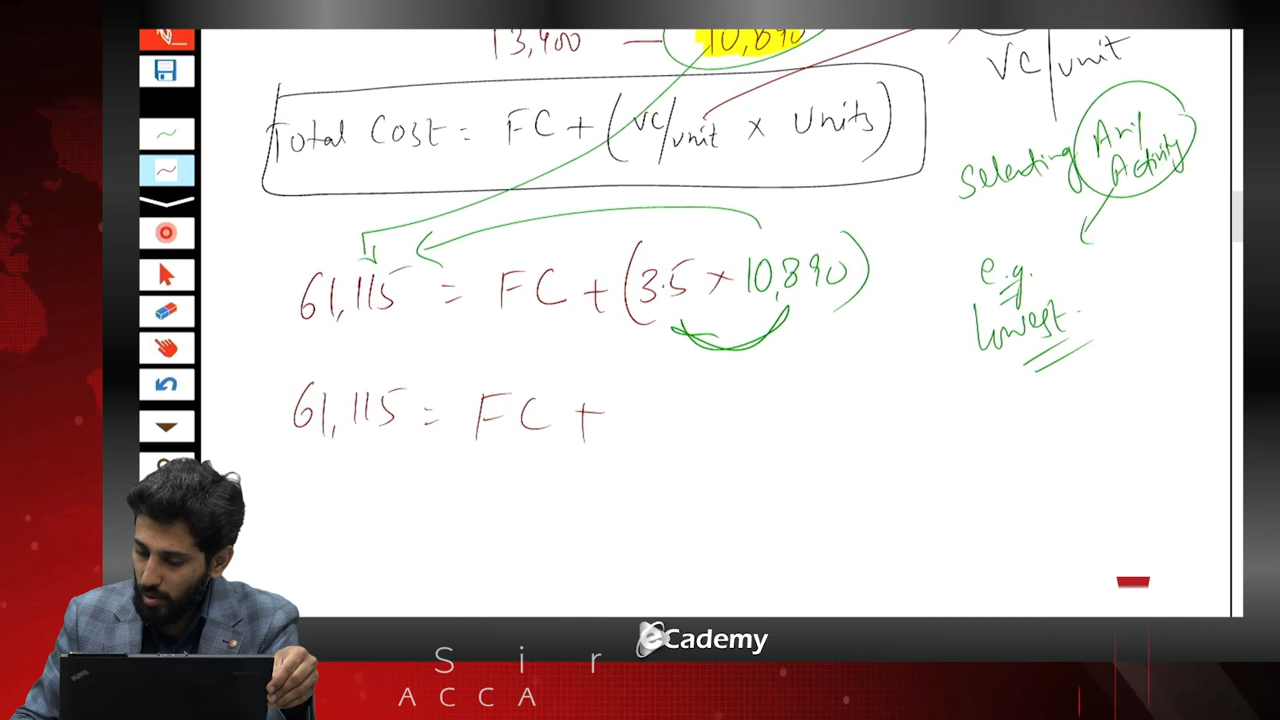 13,400 — 10,890
VC/unit
Total Cost = FC + (VC/unit × Units)
Selecting Any
Activity
61,115 = FC + (3.5 × 10,890)
e.g.
Lowest
61,115 = FC +
eCademy
Sir
ACCA